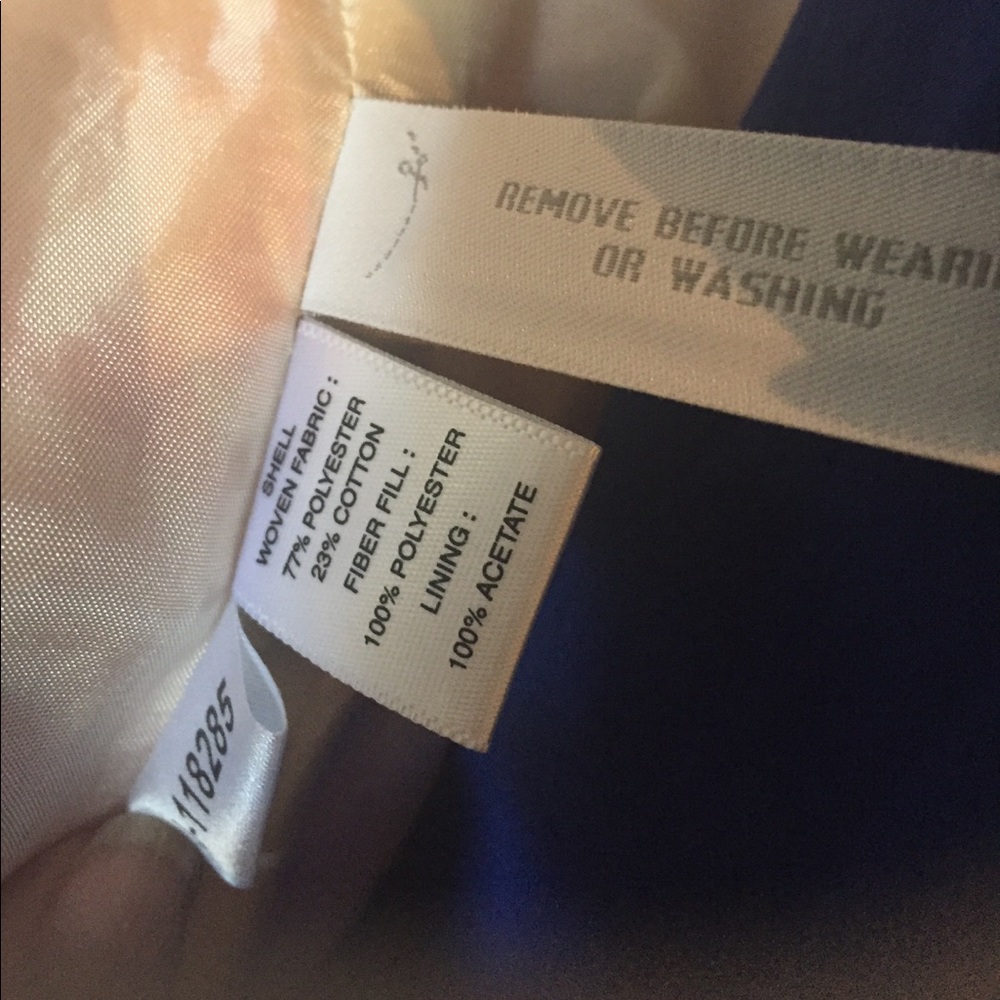 REMOVE BEFORE
OR WASHING
SHELL
WOVEN FABRIC :
77% POLYESTER
23% COTTON
FIBER FILL :
100% POLYESTER
LINING :
100% ACETATE
118285